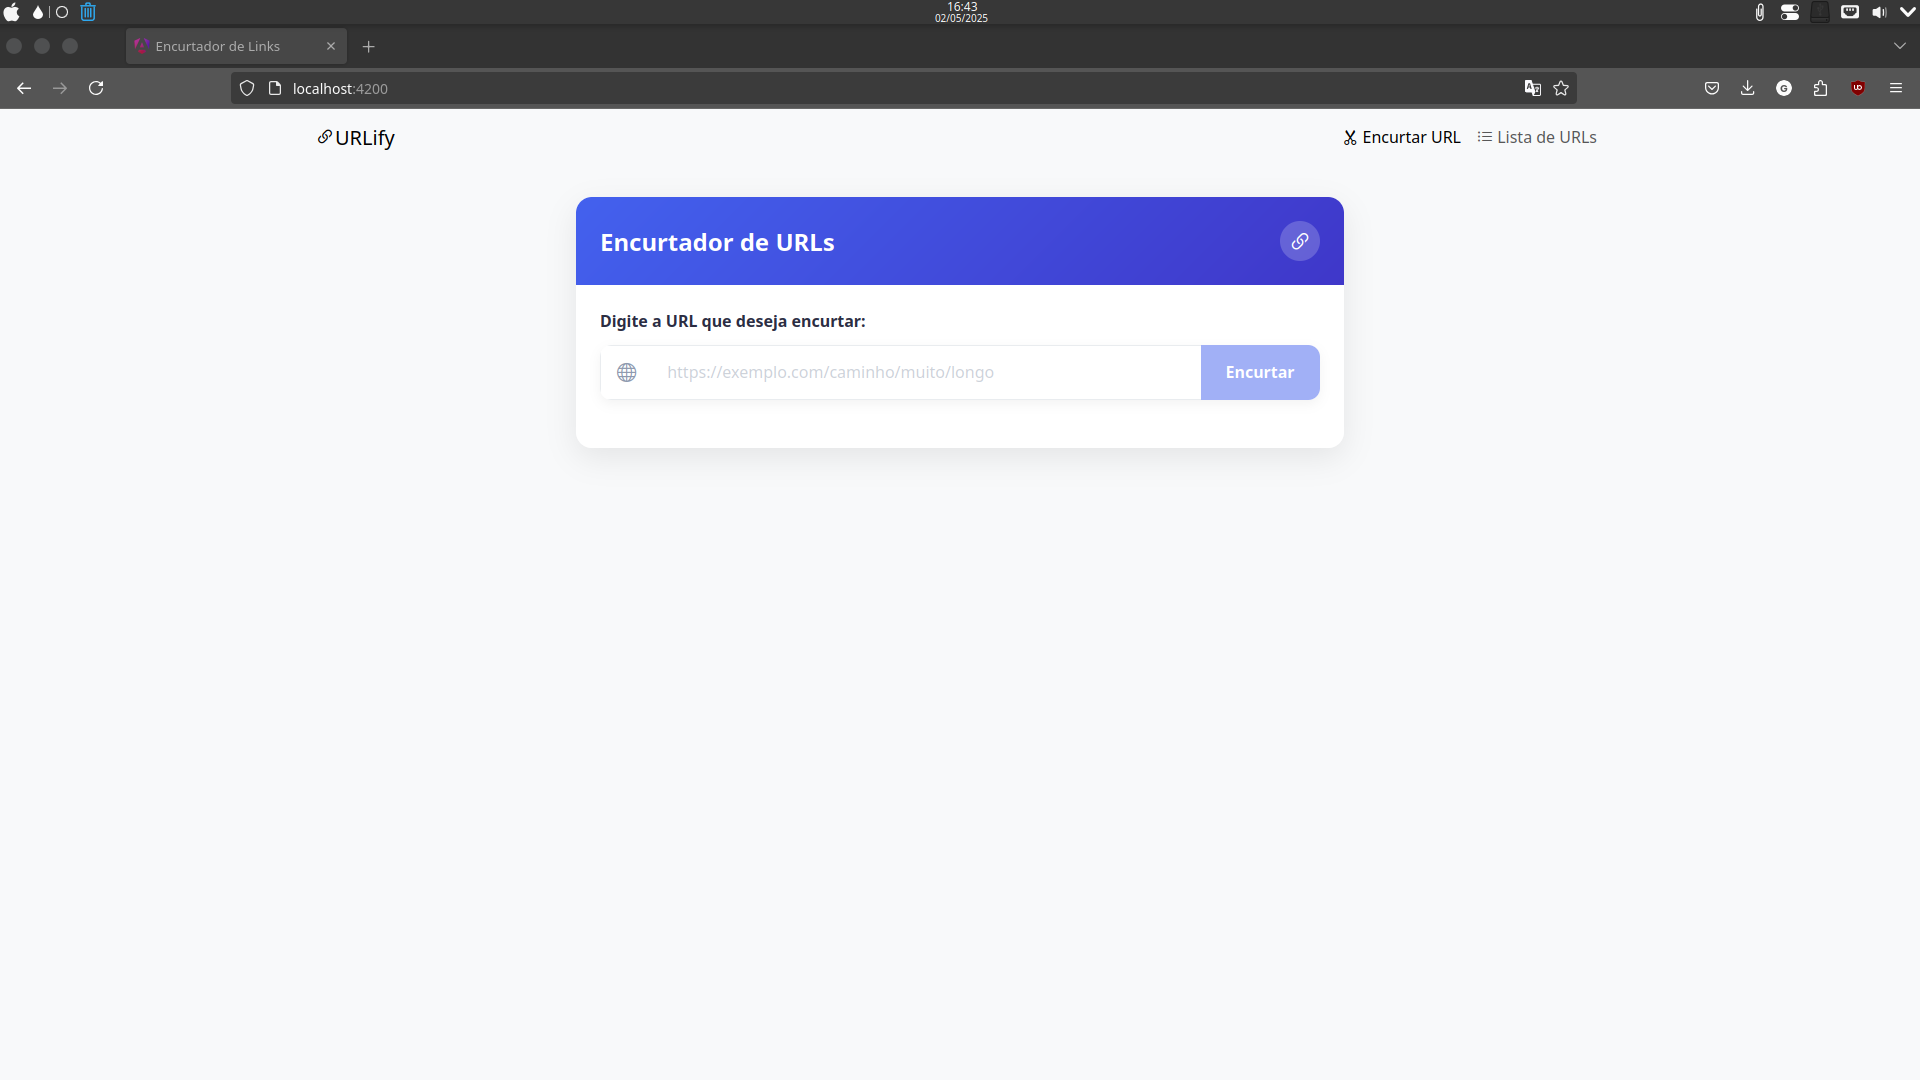 16:43
02/05/2025
Encurtador de Links
localhost:4200
URLify
Encurtar URL
Lista de URLs
Encurtador de URLs
Digite a URL que deseja encurtar:
https://exemplo.com/caminho/muito/longo
Encurtar